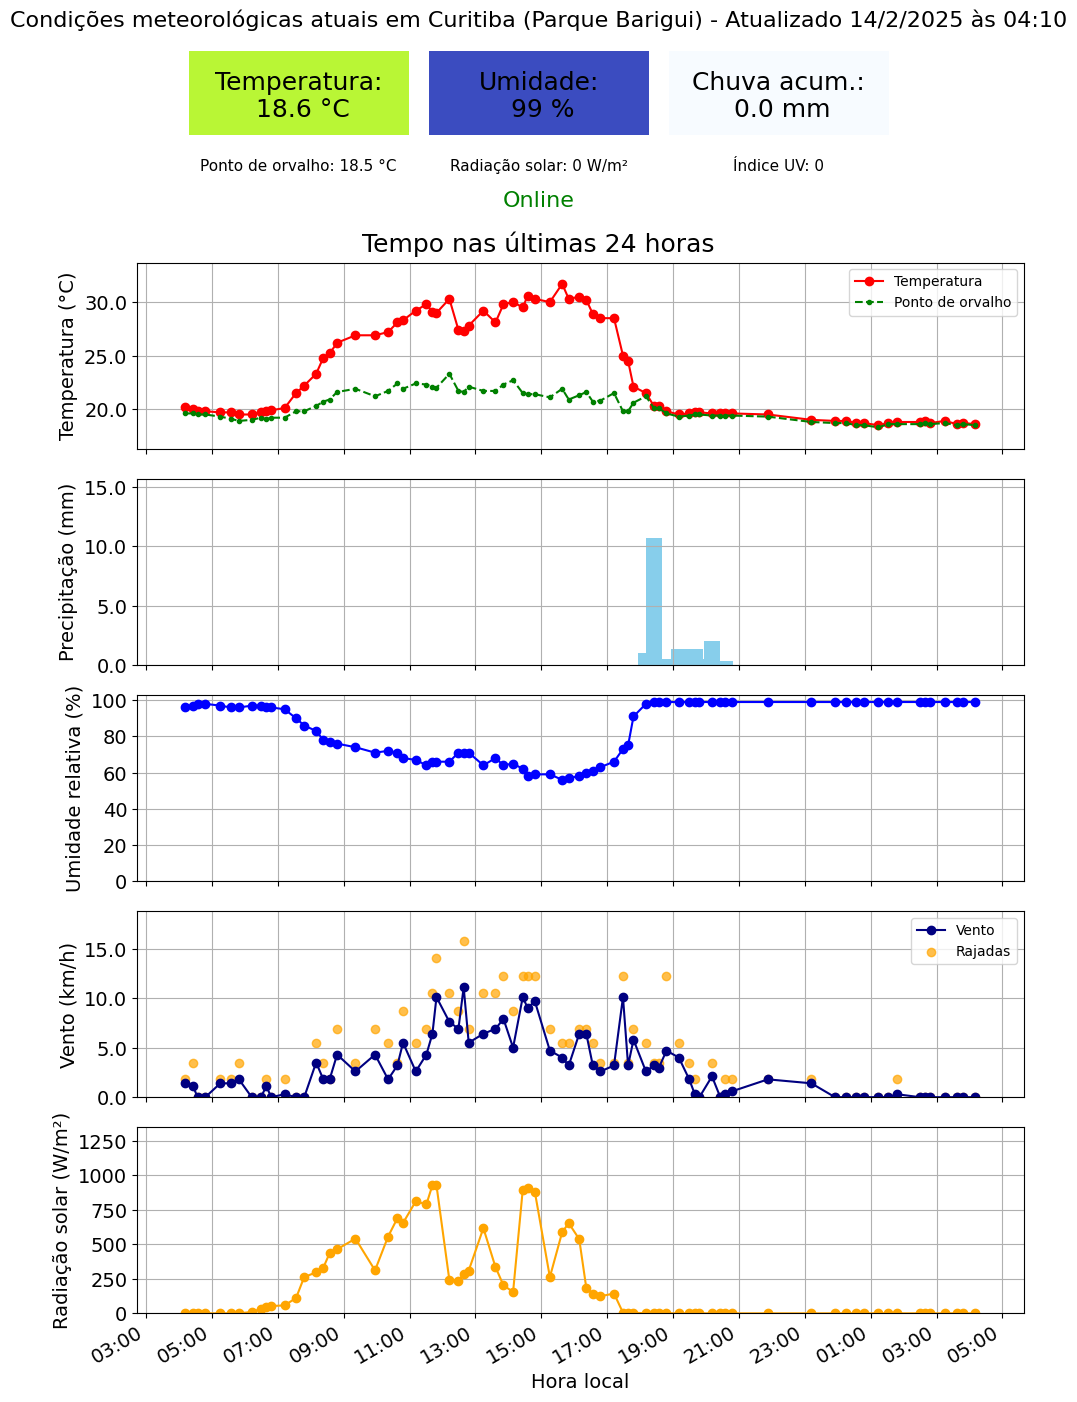 Condições meteorológicas atuais em Curitiba (Parque Barigui) - Atualizado 14/2/2025 às 04:10
Temperatura:
18.6 °C
Umidade:
99 %
Chuva acum.:
0.0 mm
Ponto de orvalho: 18.5 °C
Radiação solar: 0 W/m²
Índice UV: 0
Online
Tempo nas últimas 24 horas
Temperatura (°C)
30.0
25.0
20.0
Temperatura
Ponto de orvalho
Precipitação (mm)
15.0
10.0
5.0
0.0
Umidade relativa (%)
100
80
60
40
20
0
Vento (km/h)
15.0
10.0
5.0
0.0
Vento
Rajadas
Radiação solar (W/m²)
1250
1000
750
500
250
0
03:00
05:00
07:00
09:00
11:00
13:00
15:00
17:00
19:00
21:00
23:00
01:00
03:00
05:00
Hora local